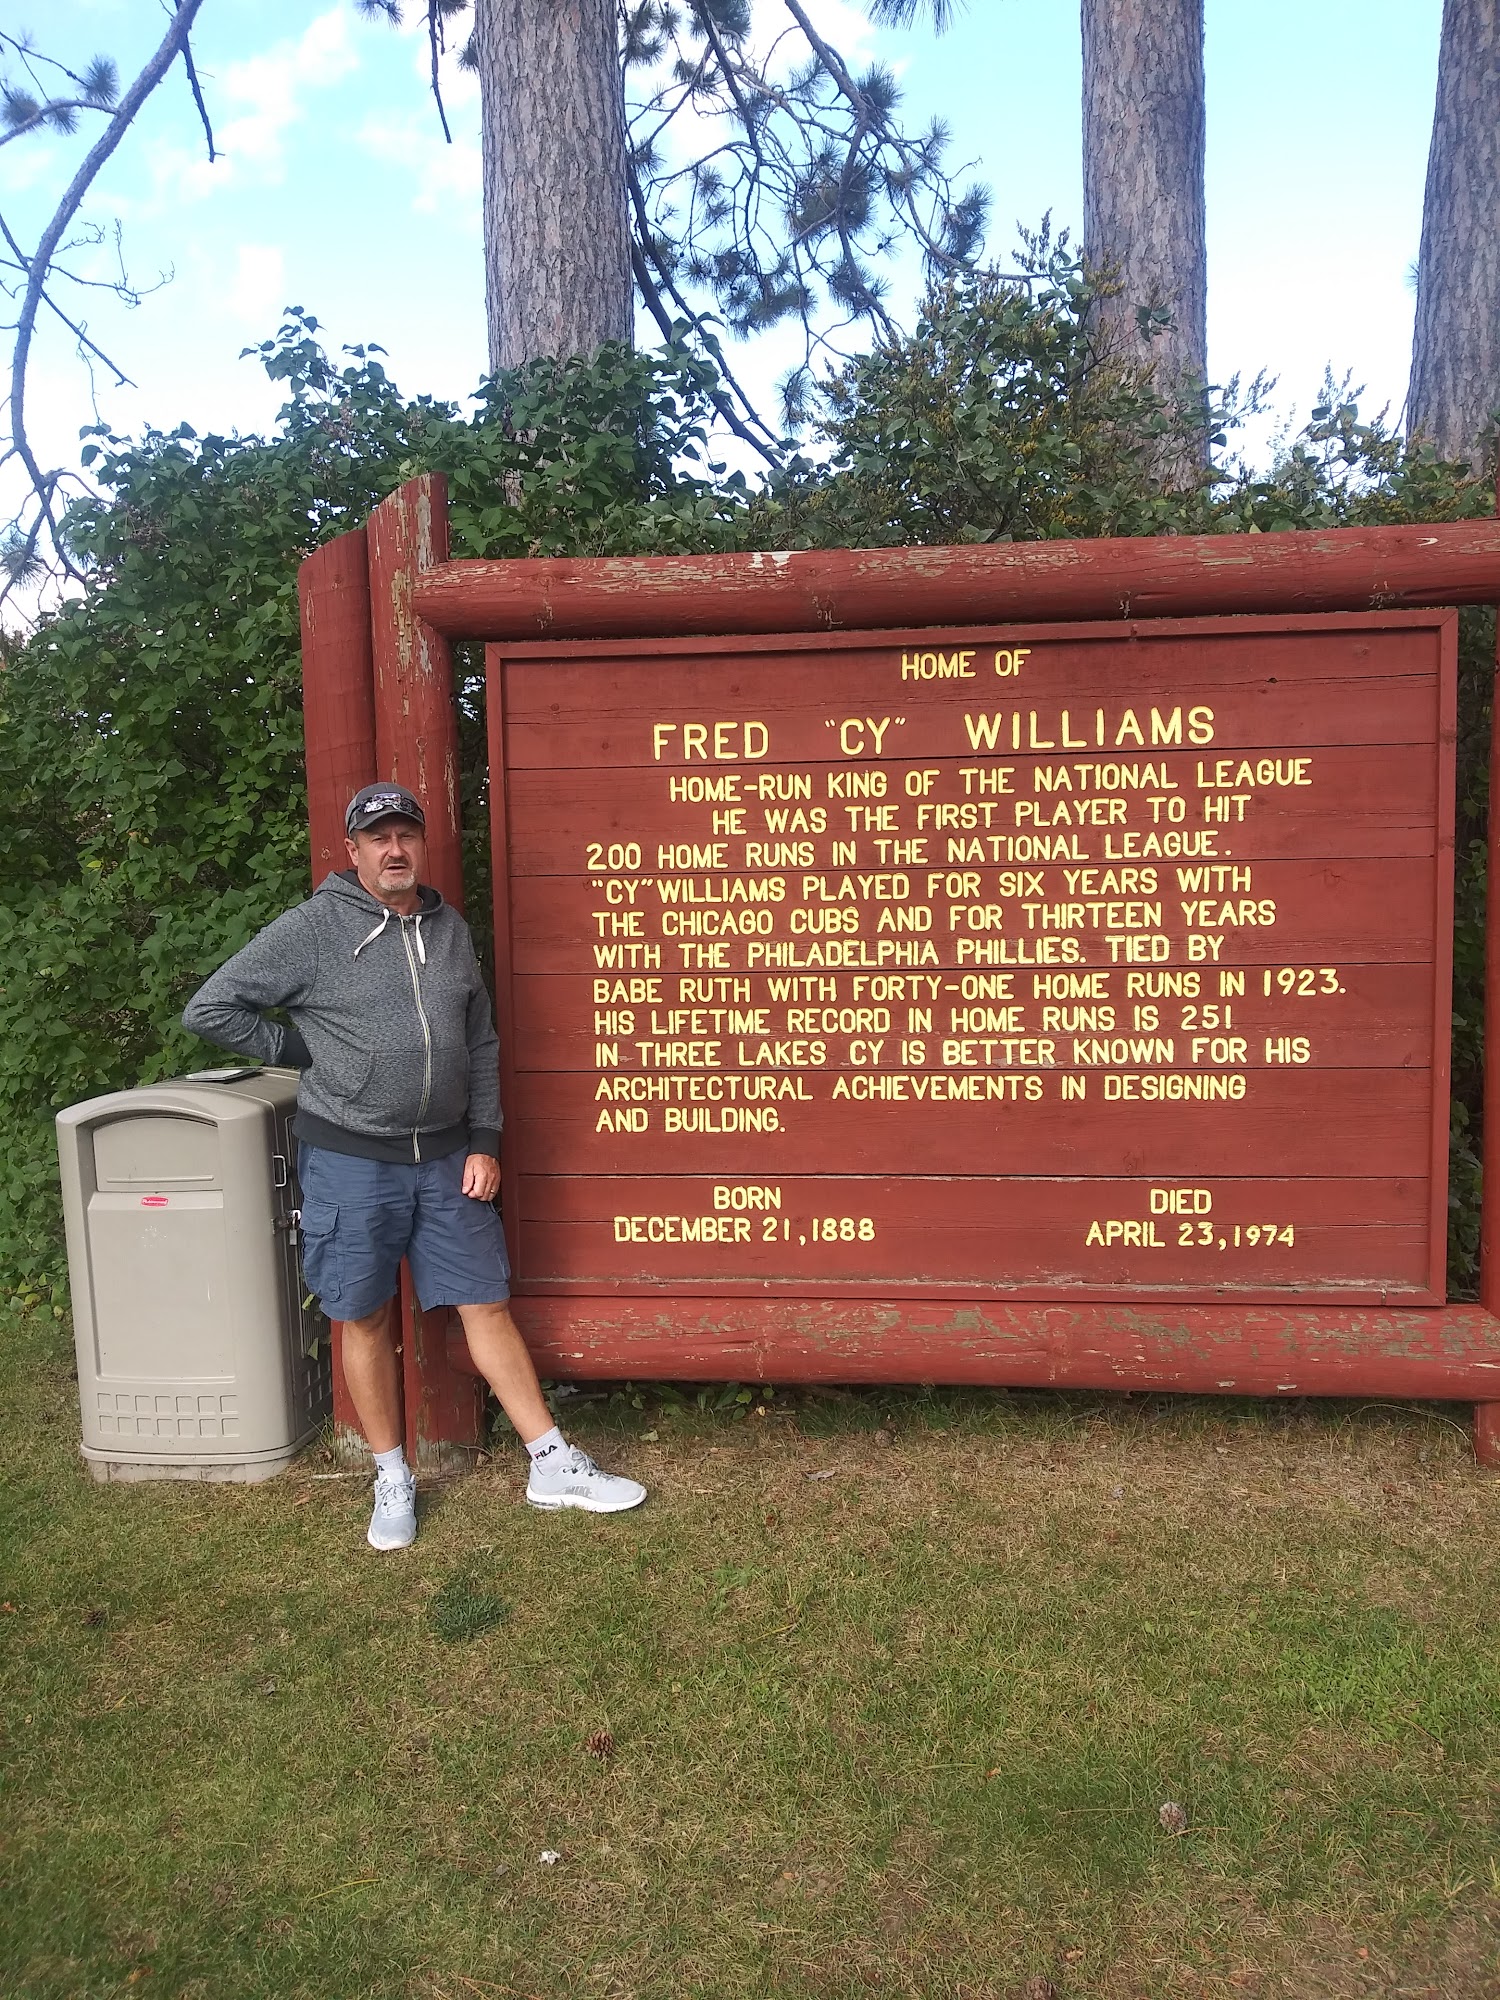 HOME OF
FRED "CY" WILLIAMS
HOME-RUN KING OF THE NATIONAL LEAGUE
HE WAS THE FIRST PLAYER TO HIT
200 HOME RUNS IN THE NATIONAL LEAGUE.
"CY" WILLIAMS PLAYED FOR SIX YEARS WITH
THE CHICAGO CUBS AND FOR THIRTEEN YEARS
WITH THE PHILADELPHIA PHILLIES. TIED BY
BABE RUTH WITH FORTY-ONE HOME RUNS IN 1923.
HIS LIFETIME RECORD IN HOME RUNS IS 251
IN THREE LAKES CY IS BETTER KNOWN FOR HIS
ARCHITECTURAL ACHIEVEMENTS IN DESIGNING
AND BUILDING.
BORN
DECEMBER 21, 1888
DIED
APRIL 23, 1974
Rubbermaid
FILA